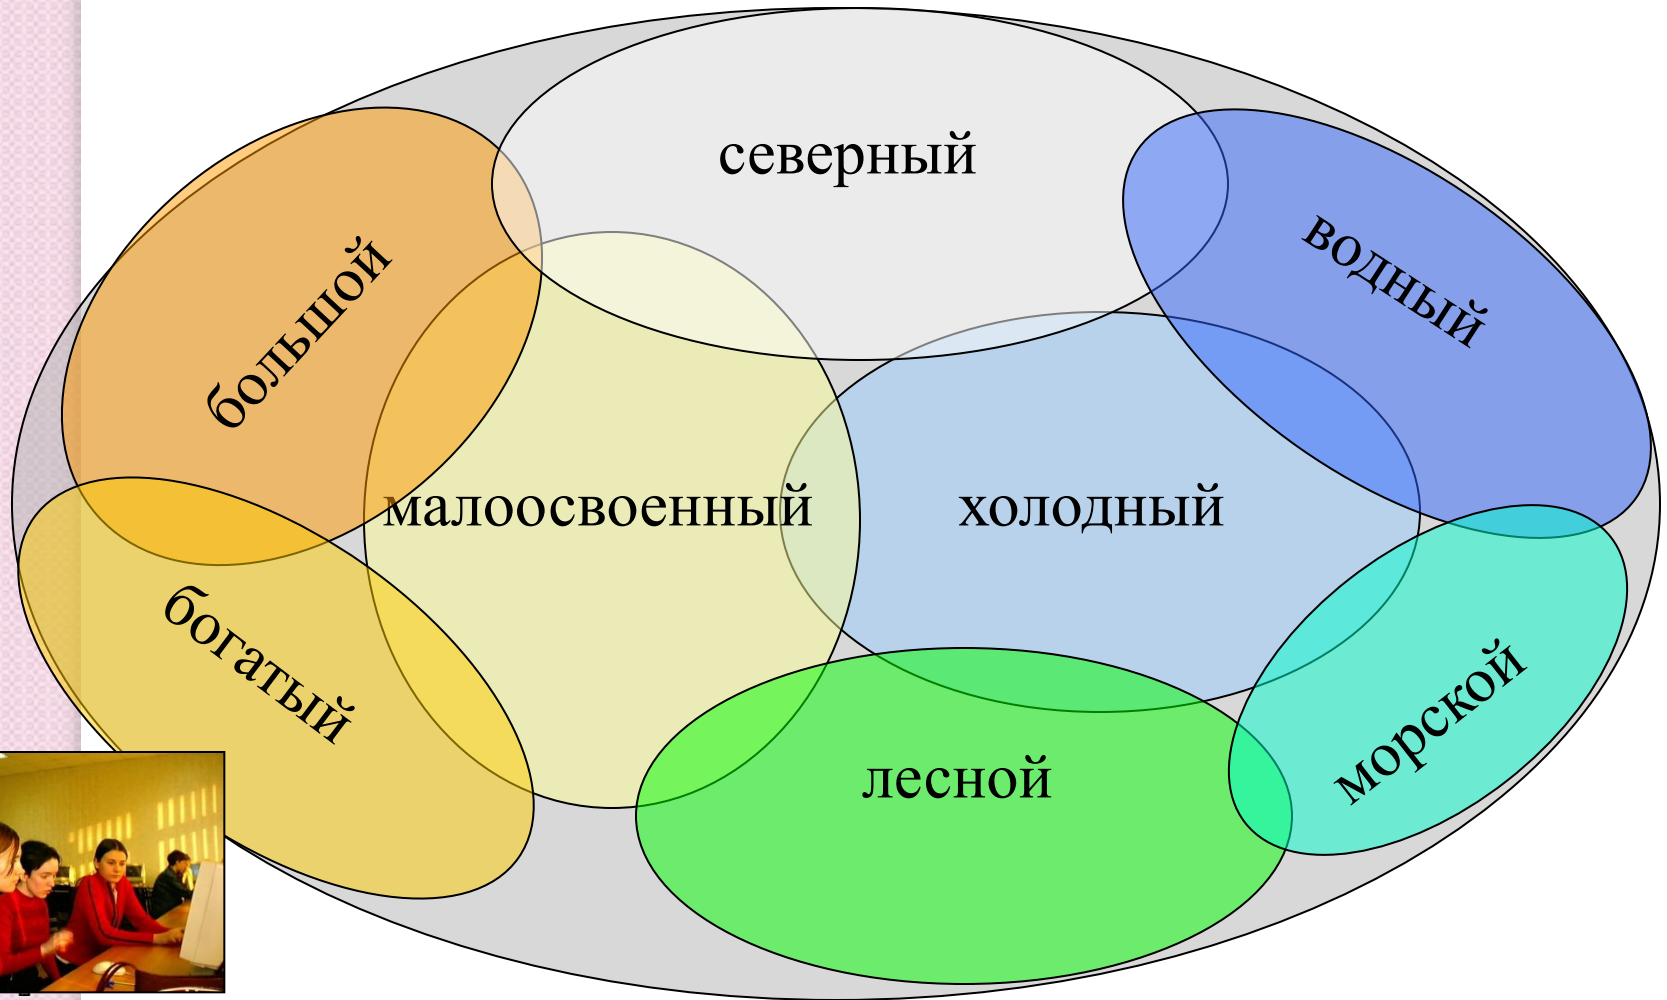 северный
водный
большой
малоосвоенный
холодный
богатый
морской
лесной